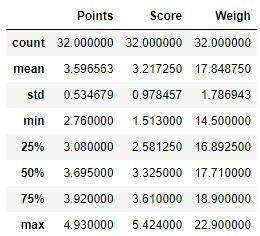 Points Score Weigh
count 32.000000 32.000000 32.000000
mean 3.596563 3.217250 17.848750
std 0.534679 0.978457 1.786943
min 2.760000 1.513000 14.500000
25% 3.080000 2.581250 16.892500
50% 3.695000 3.325000 17.710000
75% 3.920000 3.610000 18.900000
max 4.930000 5.424000 22.900000